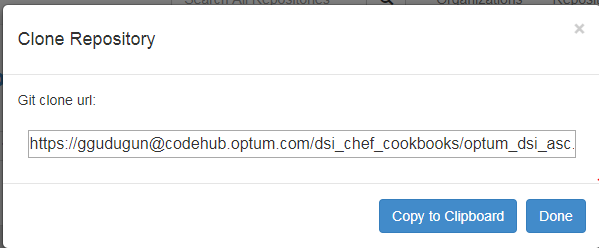 Search All Repositories
Organizations
Clone Repository
×
Git clone url:
https://ggudugun@codehub.optum.com/dsi_chef_cookbooks/optum_dsi_asc.
Copy to Clipboard
Done